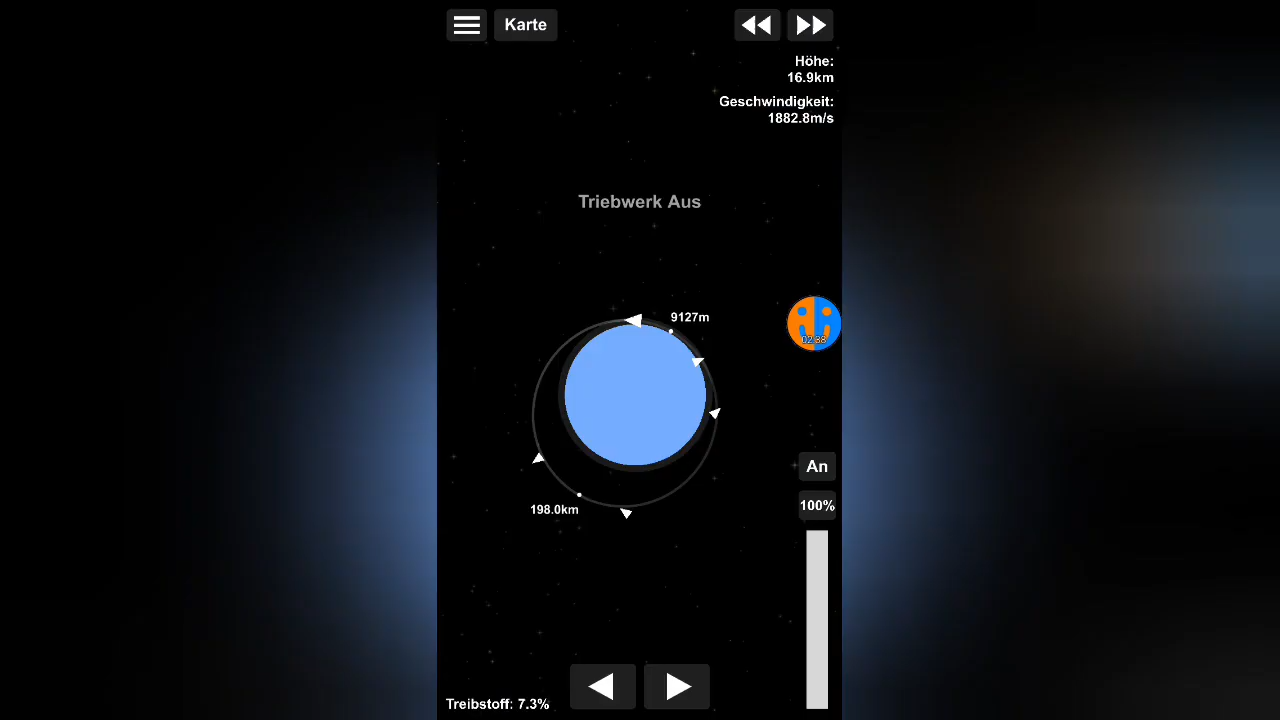 Karte
Höhe:
16.9km
Geschwindigkeit:
1882.8m/s
Triebwerk Aus
9127m
An
100%
198.0km
Treibstoff: 7.3%